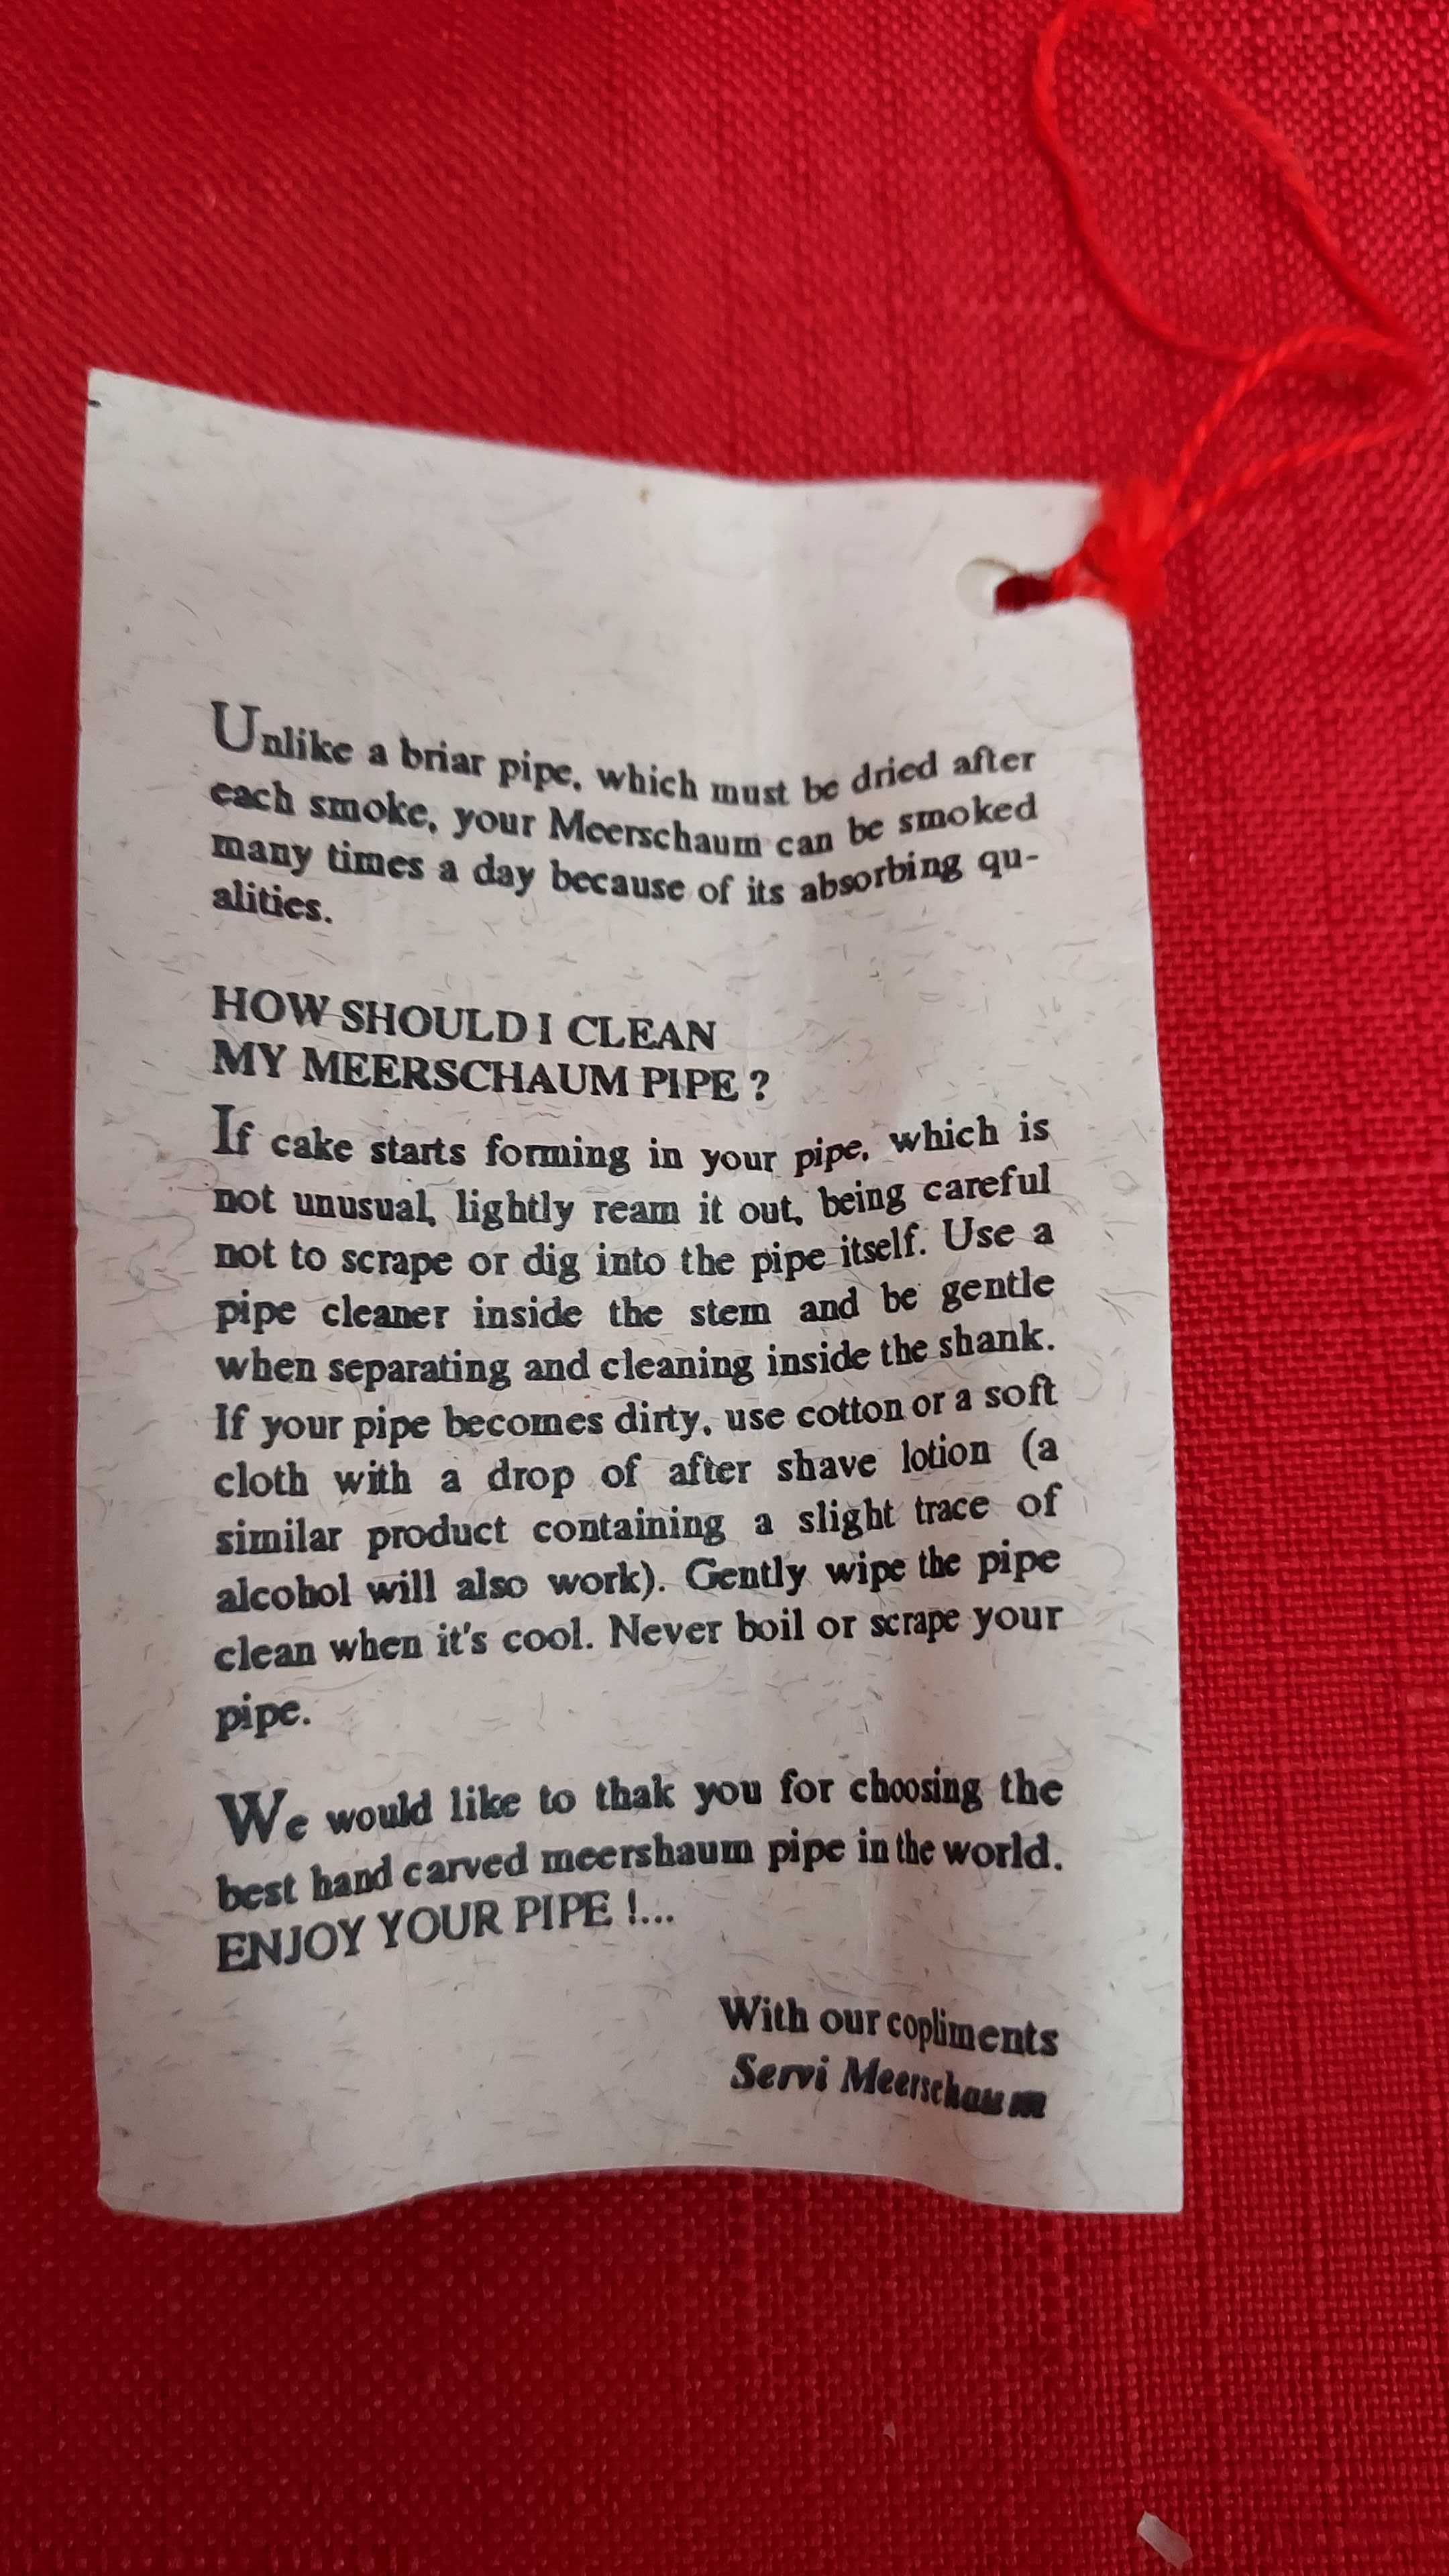 Unlike a briar pipe, which must be dried after
each smoke, your Meerschaum can be smoked
many times a day because of its absorbing qu-
alities.
HOW SHOULD I CLEAN
MY MEERSCHAUM PIPE ?
If cake starts forming in your pipe, which is
not unusual, lightly ream it out, being careful
not to scrape or dig into the pipe itself. Use a
pipe cleaner inside the stem and be gentle
when separating and cleaning inside the shank.
If your pipe becomes dirty, use cotton or a soft
cloth with a drop of after shave lotion (a
similar product containing a slight trace of
alcohol will also work). Gently wipe the pipe
clean when it's cool. Never boil or scrape your
pipe.
We would like to thak you for choosing the
best hand carved meershaum pipe in the world.
ENJOY YOUR PIPE !...
With our copliments
Servi Meerschaum